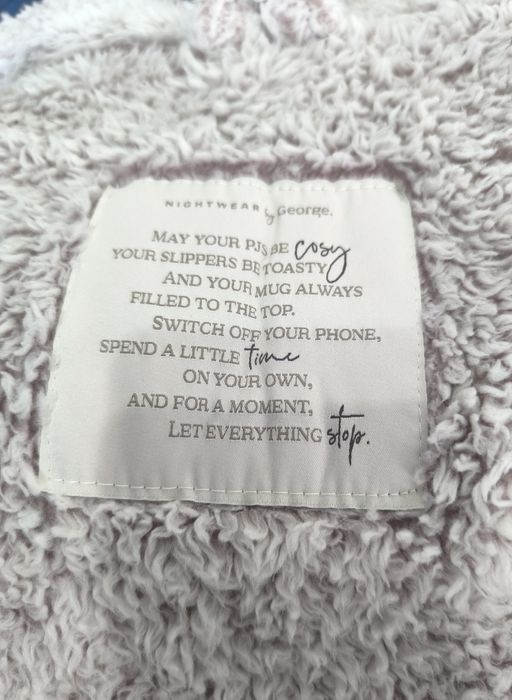 NIGHTWEAR by George.
MAY YOUR PJS BE cosy
YOUR SLIPPERS BE TOASTY
AND YOUR MUG ALWAYS
FILLED TO THE TOP.
SWITCH OFF YOUR PHONE,
SPEND A LITTLE time
ON YOUR OWN,
AND FOR A MOMENT,
LET EVERYTHING stop.